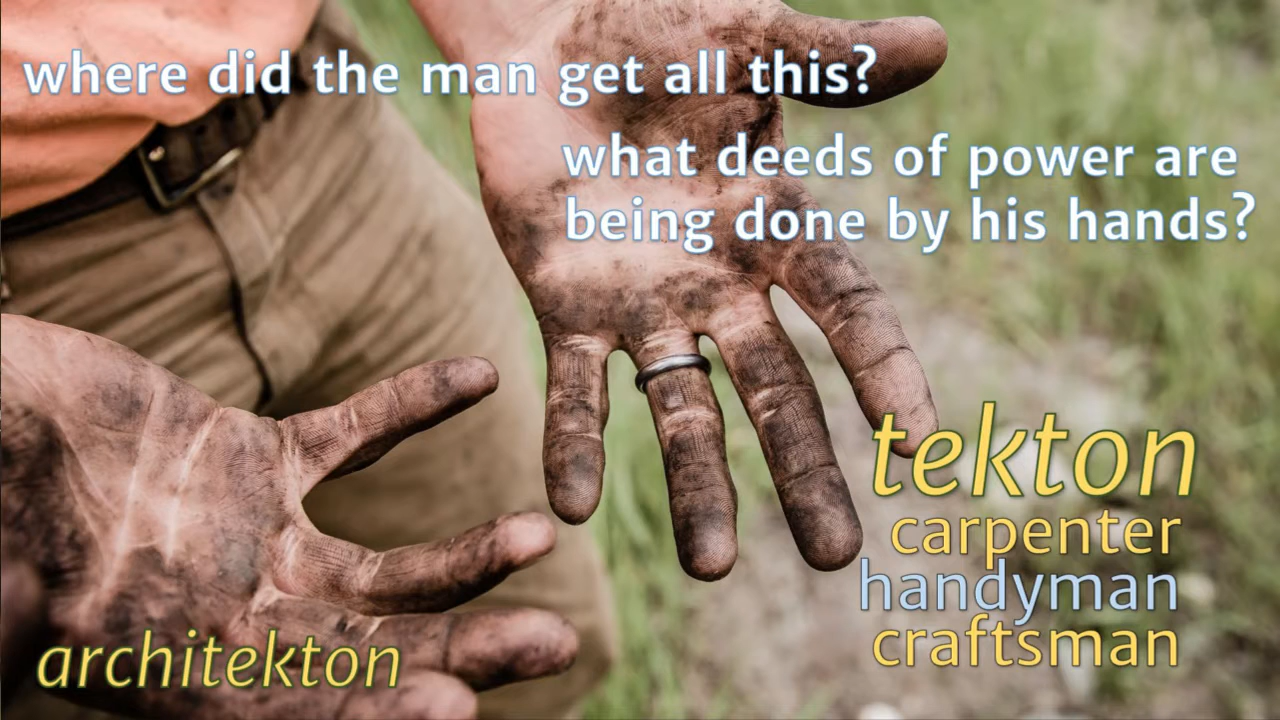 where did the man get all this?
what deeds of power are
being done by his hands?
tekton
carpenter
handyman
craftsman
architekton